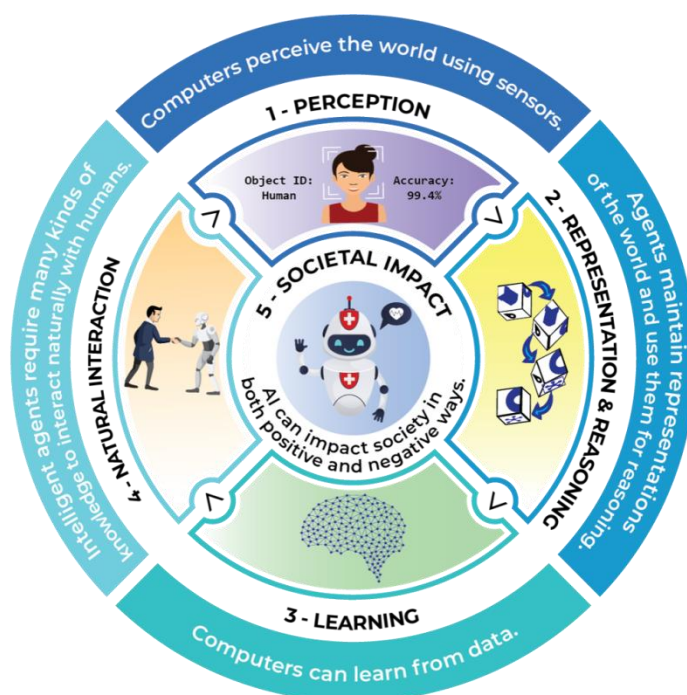 Computers perceive the world using sensors.
1 - PERCEPTION
Object ID:
Human
Accuracy:
99.4%
Agents maintain representations
of the world and use them for reasoning.
2 - REPRESENTATION & REASONING
3 - LEARNING
Computers can learn from data.
Intelligent agents require many kinds of
knowledge to interact naturally with humans.
4 - NATURAL INTERACTION
5 - SOCIETAL IMPACT
AI can impact society in
both positive and negative ways.